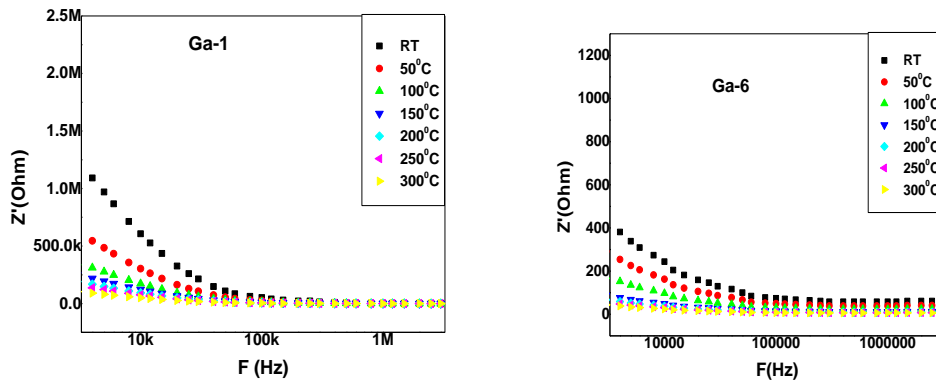 2.5M
2.0M
1.5M
1.0M
500.0k
0.0
Z'(Ohm)
Ga-1
RT
50⁰C
100⁰C
150⁰C
200⁰C
250⁰C
300⁰C
10k 100k 1M
F (Hz)
1200
1000
800
600
400
200
0
Z'(Ohm)
Ga-6
RT
50⁰C
100⁰C
150⁰C
200⁰C
250⁰C
300⁰C
10000 100000 1000000
F(Hz)